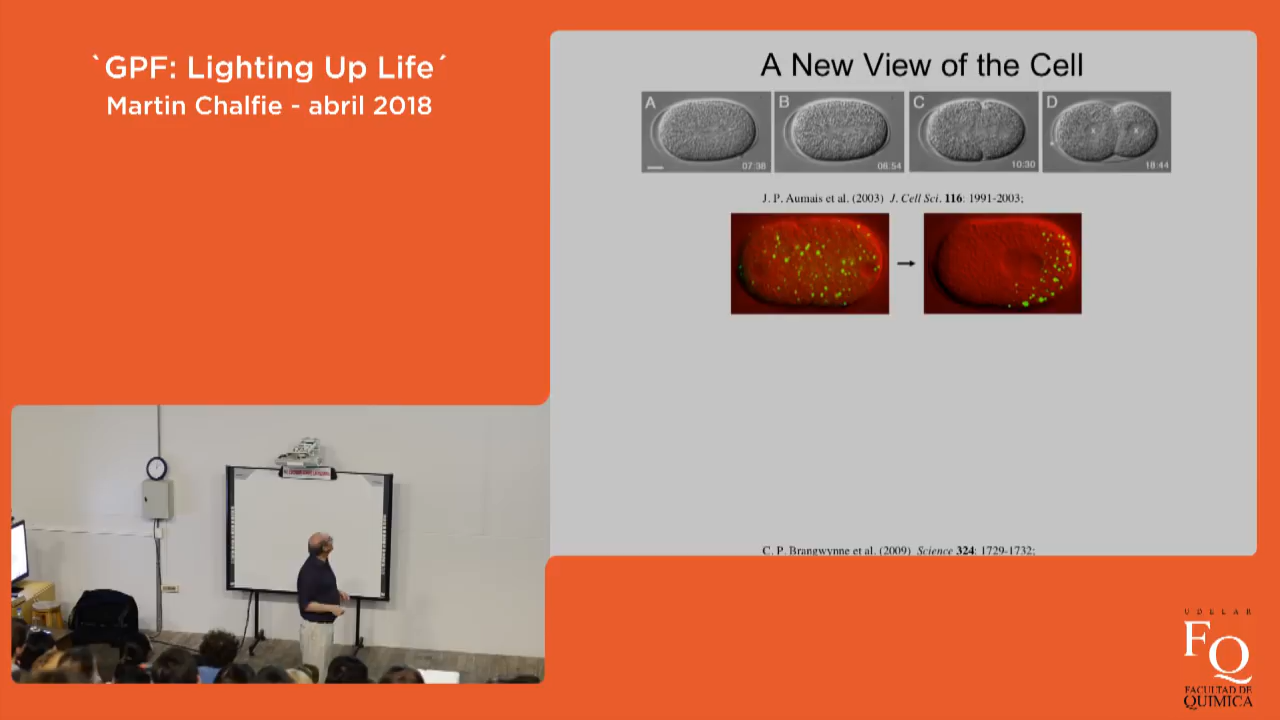 `GPF: Lighting Up Life´
Martin Chalfie - abril 2018
A New View of the Cell
A
07:38
B
08:54
C
10:30
D
18:44
J. P. Aumais et al. (2003) J. Cell Sci. 116: 1991-2003;
C. P. Brangwynne et al. (2009) Science 324: 1729-1732;
UDELAR
FQ
FACULTAD DE
QUIMICA